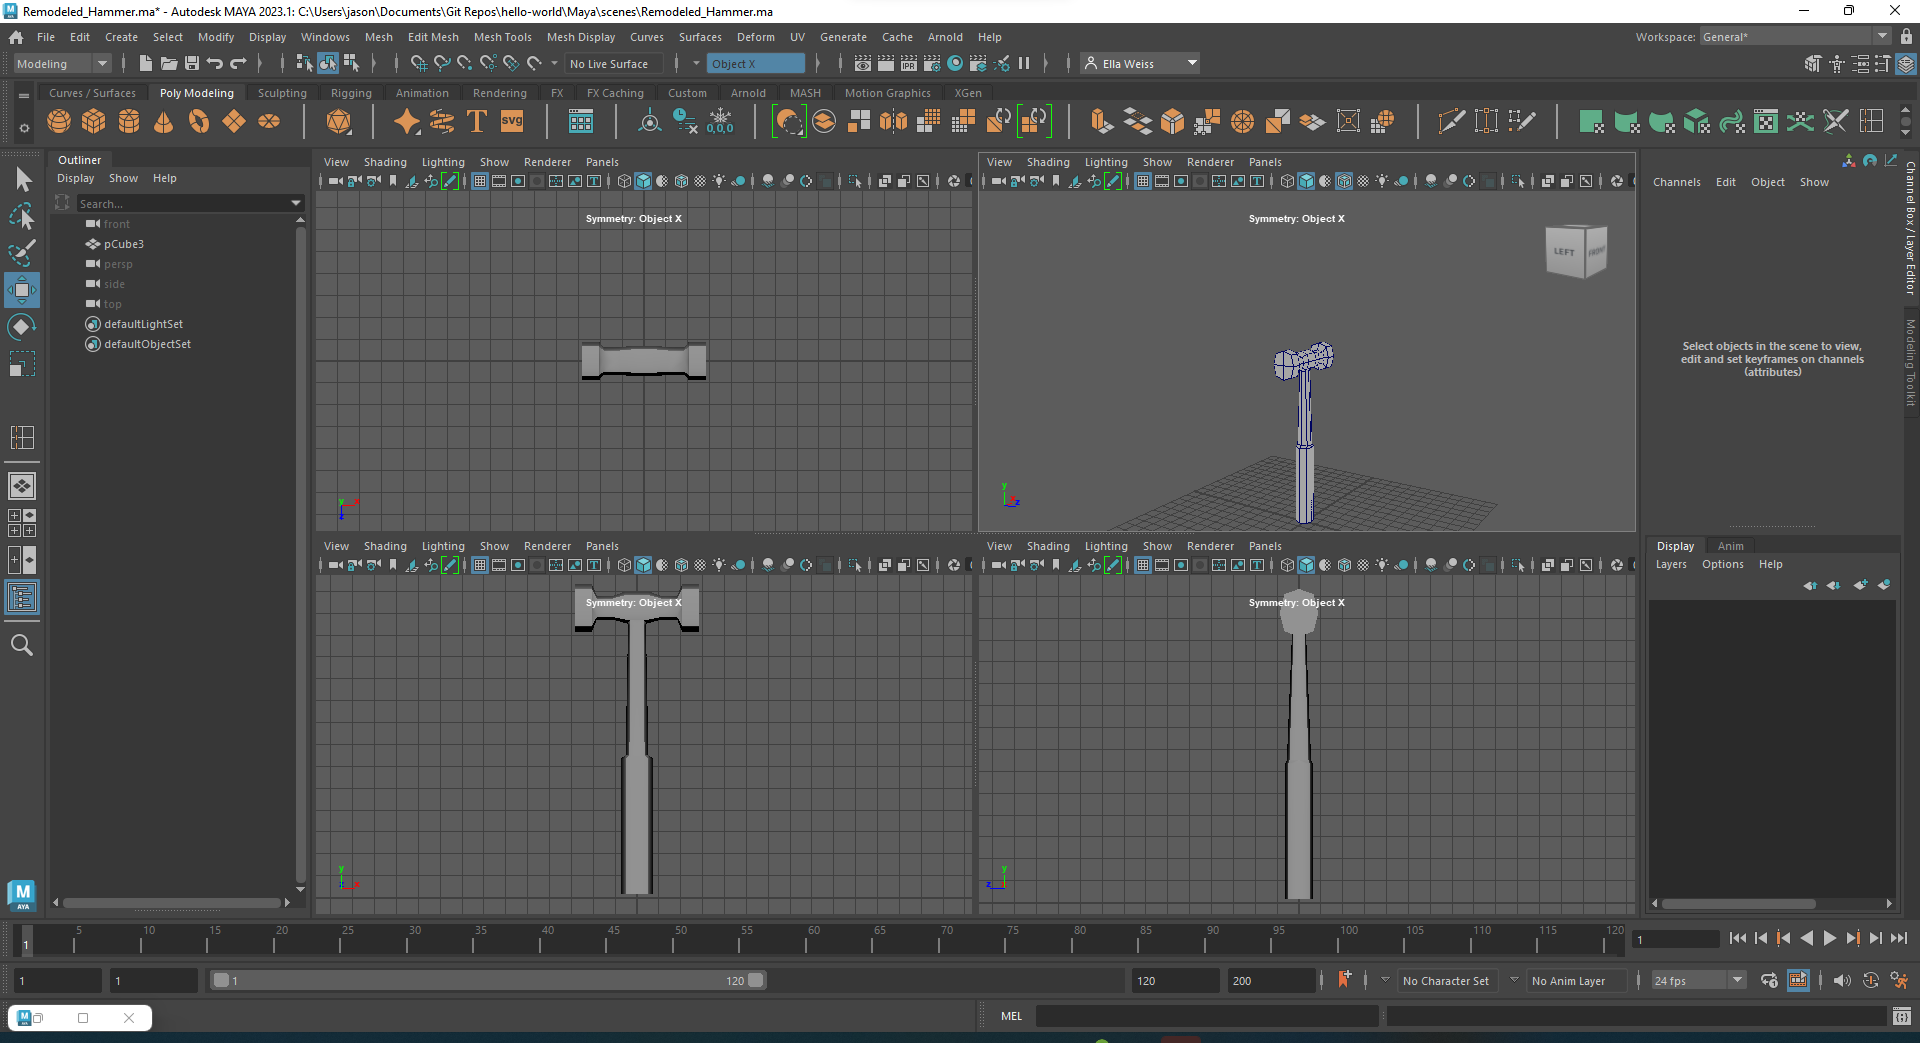 Remodeled_Hammer.ma* - Autodesk MAYA 2023.1: C:\Users\jason\Documents\Git Repos\hello-world\Maya\scenes\Remodeled_Hammer.ma
File Edit Create Select Modify Display Windows Mesh Edit Mesh Mesh Tools Mesh Display Curves Surfaces Deform UV Generate Cache Arnold Help Workspace: General*
Modeling No Live Surface Object X IPR Ella Weiss
Curves / Surfaces Poly Modeling Sculpting Rigging Animation Rendering FX FX Caching Custom Arnold MASH Motion Graphics XGen
T SVG 0,0,0
Outliner
Display Show Help
Search...
front
pCube3
persp
side
top
defaultLightSet
defaultObjectSet
View Shading Lighting Show Renderer Panels
Symmetry: Object X
y x
z
View Shading Lighting Show Renderer Panels
Symmetry: Object X
LEFT FRONT
y
x z
View Shading Lighting Show Renderer Panels
Symmetry: Object X
y
z x
View Shading Lighting Show Renderer Panels
Symmetry: Object X
y
z
Channels Edit Object Show
Select objects in the scene to view,
edit and set keyframes on channels
(attributes)
Channel Box / Layer Editor
Modeling Toolkit
Display Anim
Layers Options Help
M
AYA
1 5 10 15 20 25 30 35 40 45 50 55 60 65 70 75 80 85 90 95 100 105 110 115 120 1
1 1 1 120 120 200 No Character Set No Anim Layer 24 fps
MEL